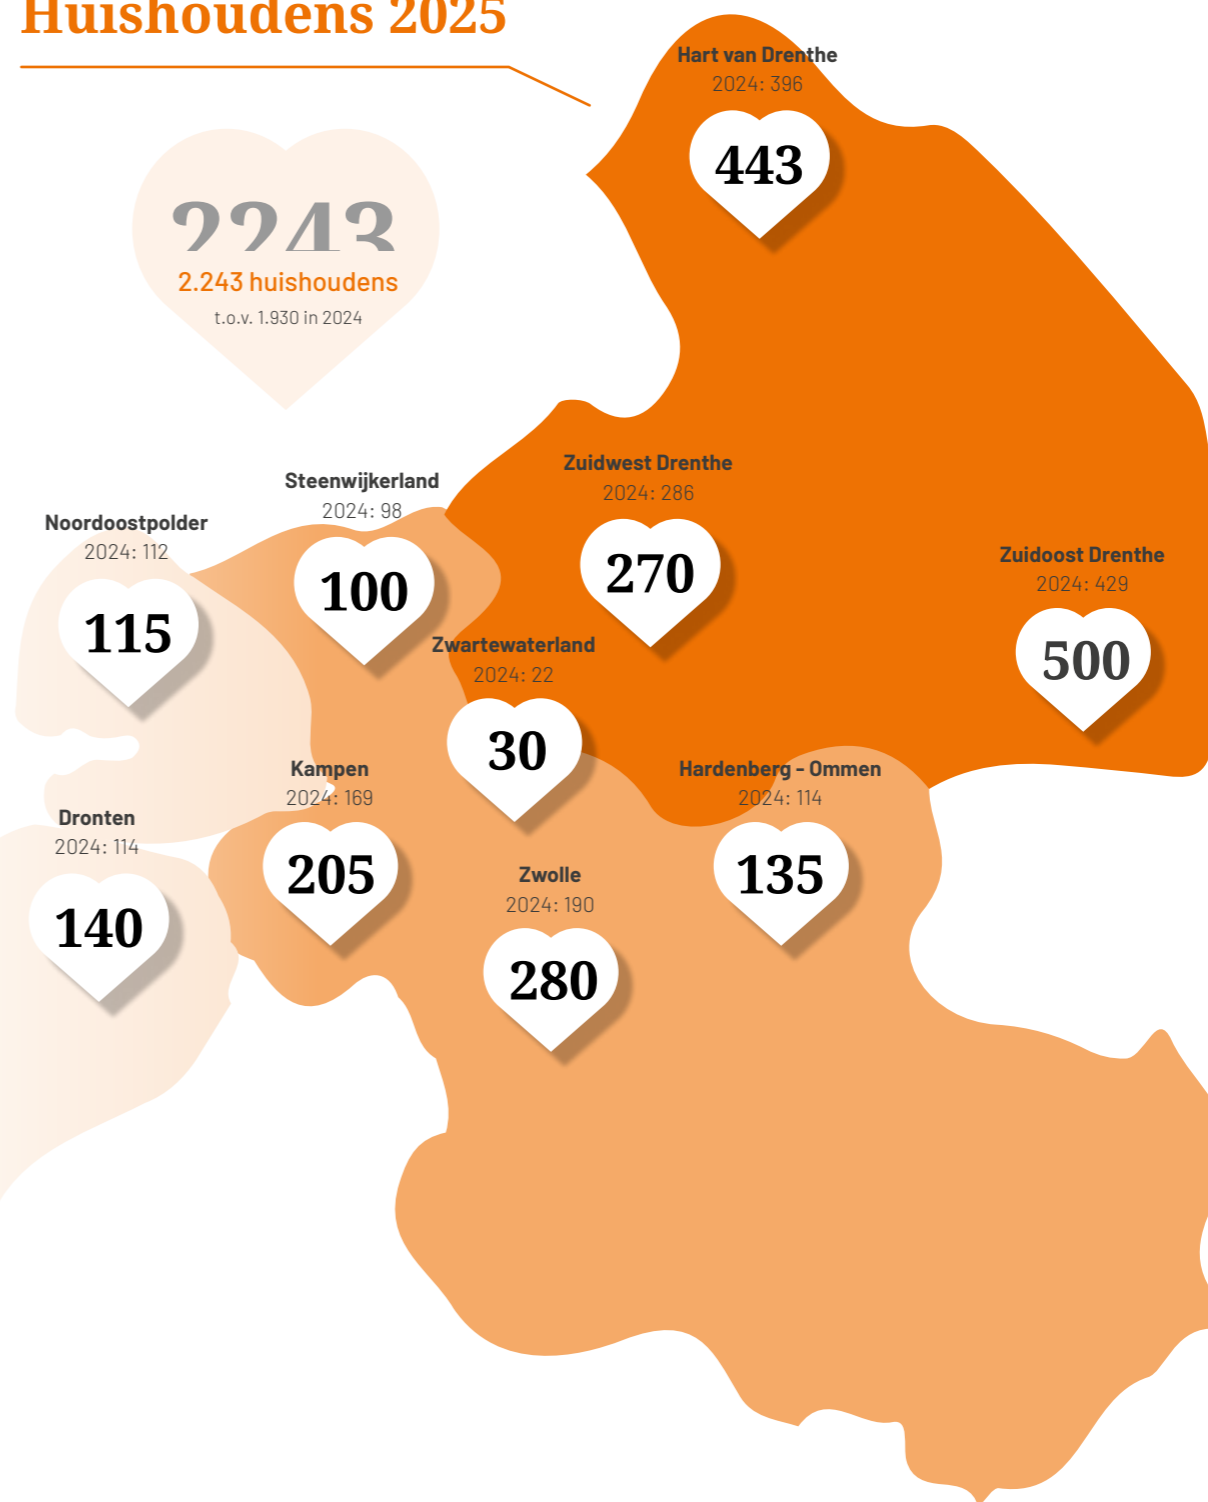 Huishoudens 2025
Hart van Drenthe
2024: 396
443
2243
2.243 huishoudens
t.o.v. 1.930 in 2024
Zuidwest Drenthe
2024: 286
270
Steenwijkerland
2024: 98
100
Noordoostpolder
2024: 112
115
Zuidoost Drenthe
2024: 429
500
Zwartewaterland
2024: 22
30
Kampen
2024: 169
205
Hardenberg - Ommen
2024: 114
135
Dronten
2024: 114
140
Zwolle
2024: 190
280